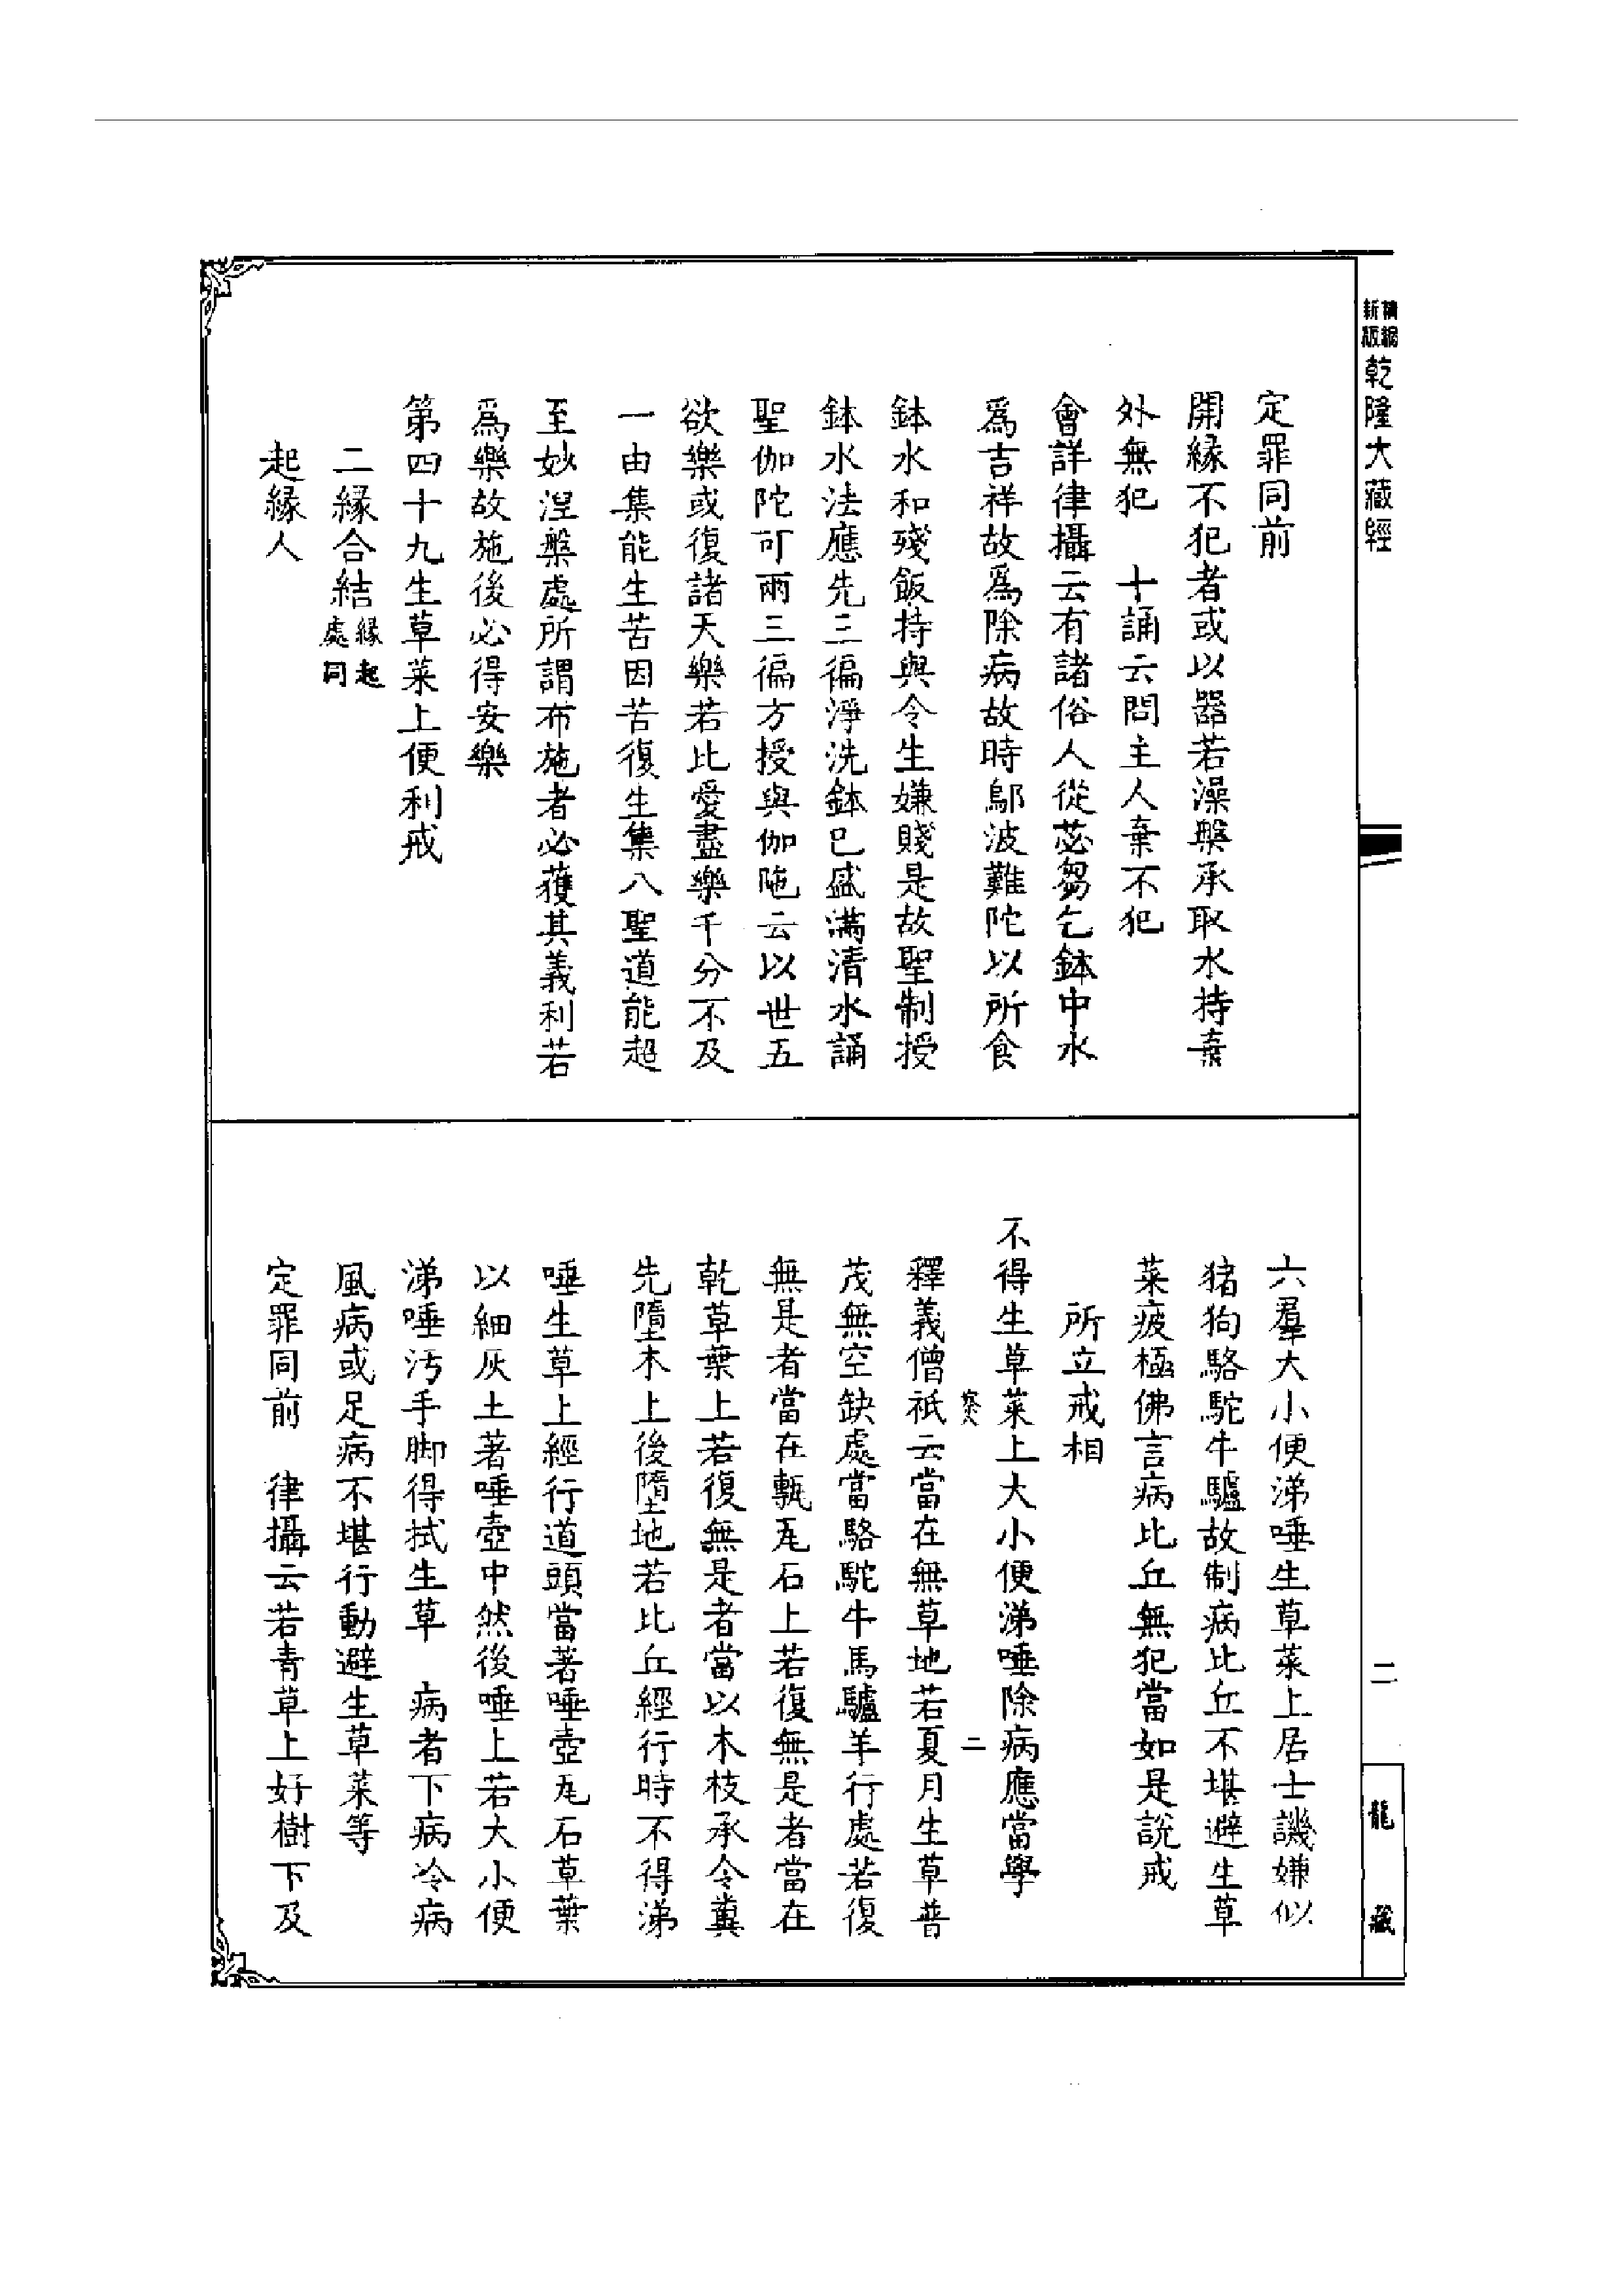 精編新版
乾隆大藏經
定罪同前
開緣不犯者或以器若澡槃承取水持棄
外無犯　十誦云問主人棄不犯
會詳律攝云有諸俗人從苾芻乞鉢中水
爲吉祥故爲除病故時鄔波難陀以所食
鉢水和殘飯持與令生嫌賤是故聖制授
鉢水法應先三徧淨洗鉢已盛滿清水誦
聖伽陀可兩三徧方授與伽陁云以世五
欲樂或復諸天樂若比愛盡樂千分不及
一由集能生苦因苦復生集八聖道能超
至妙涅槃處所謂布施者必獲其義利若
爲樂故施後必得安樂
第四十九生草菜上便利戒
二緣合結緣起處同
起緣人
六羣大小便涕唾生草菜上居士譏嫌似
猪狗駱駝牛驢故制病比丘不堪避生草
菜疲極佛言病比丘無犯當如是說戒
所立戒相
不得生草菜上大小便涕唾除病應當學
二
釋義僧祇云當在無草地若夏月生草普
茂無空缺處當駱駝牛馬驢羊行處若復
無是者當在甎瓦石上若復無是者當在
乾草葉上若復無是者當以木枝承令糞
先墮木上後墮地若比丘經行時不得涕
唾生草上經行道頭當著唾壺瓦石草葉
以細灰土著唾壺中然後唾上若大小便
涕唾汚手脚得拭生草　病者下病冷病
風病或足病不堪行動避生草菜等
定罪同前　律攝云若青草上好樹下及
二
龍藏